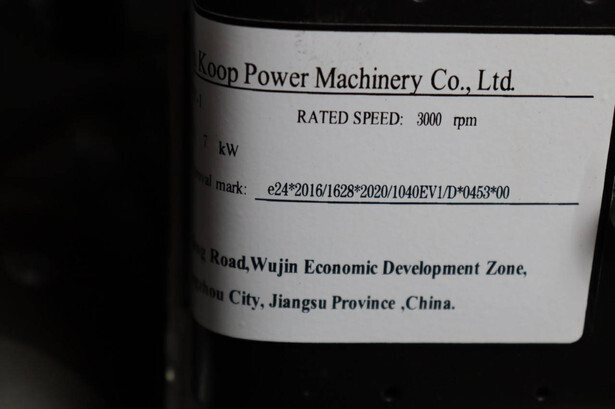 Koop Power Machinery Co., Ltd.
RATED SPEED: 3000 rpm
7 kW
mark: e24*2016/1628*2020/1040EV1/D*0453*00
Road,Wujin Economic Development Zone,
City, Jiangsu Province ,China.